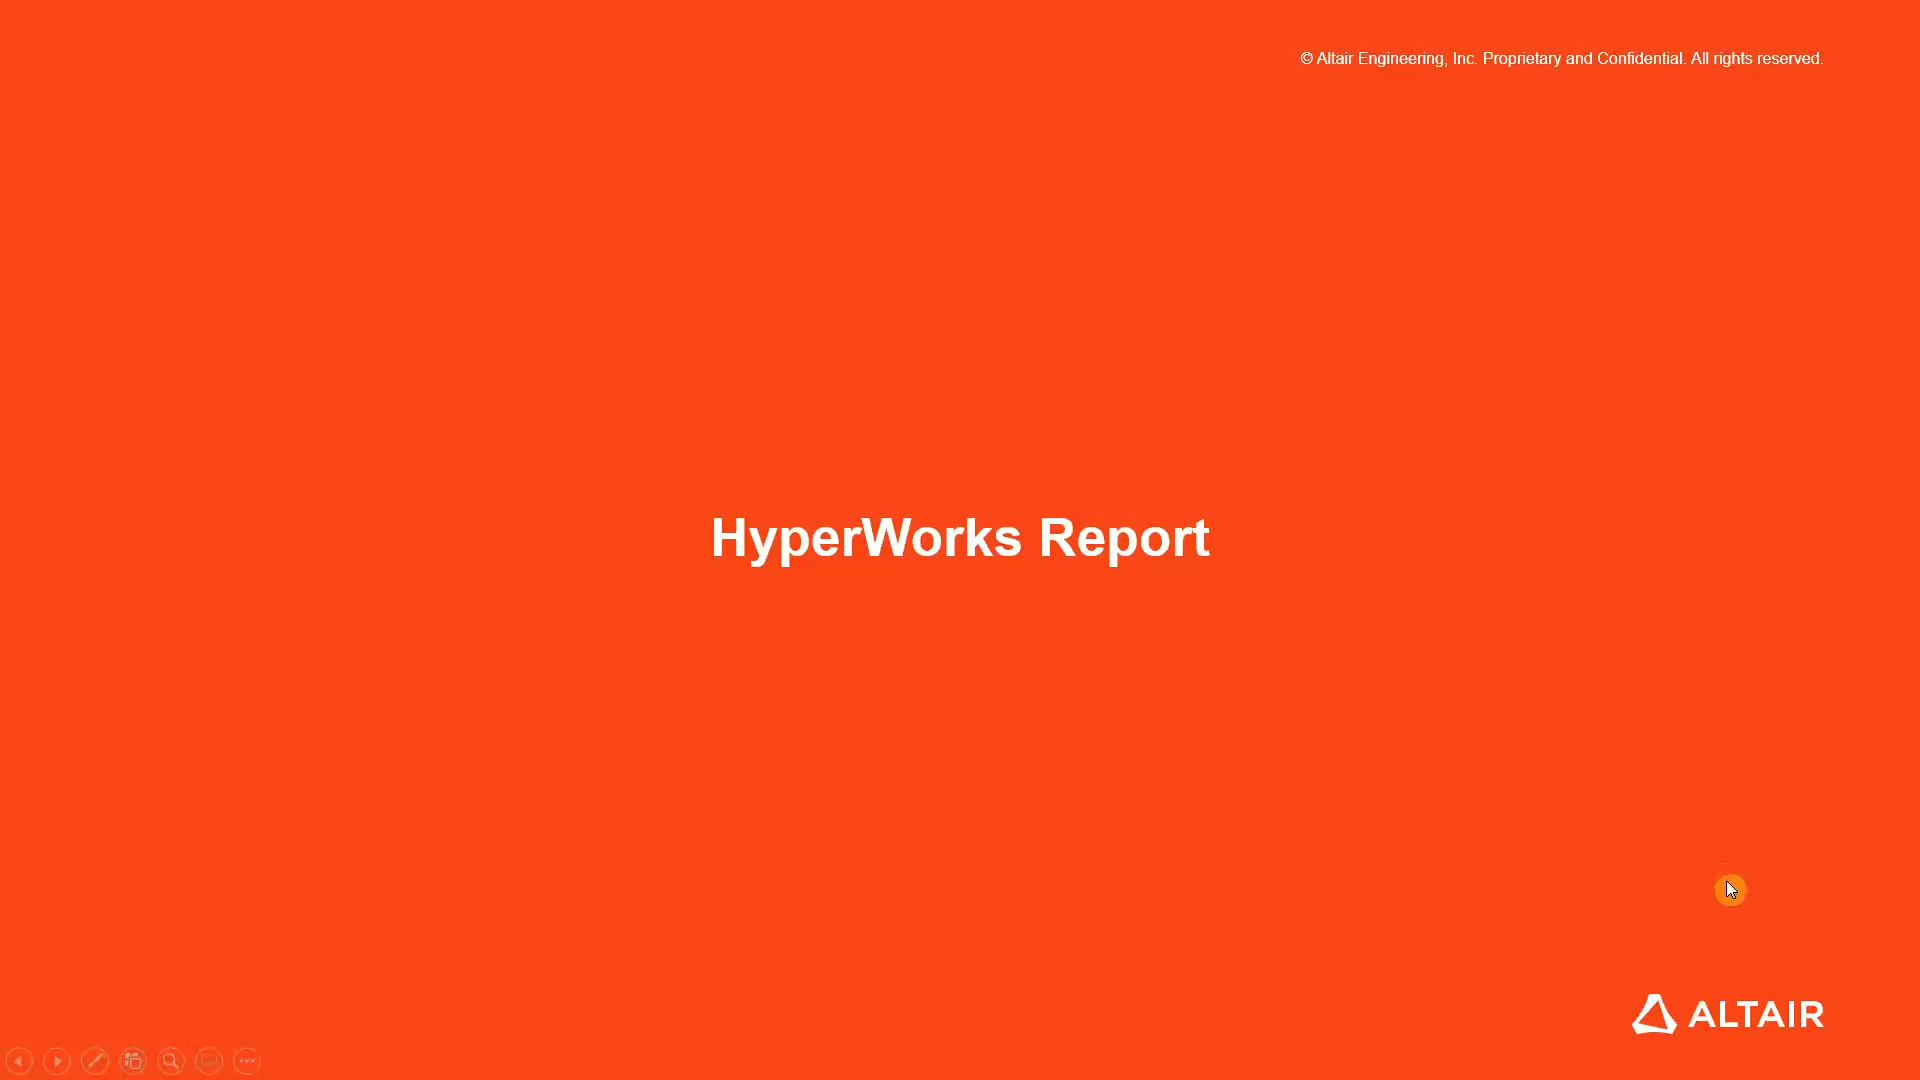 © Altair Engineering, Inc. Proprietary and Confidential. All rights reserved.
HyperWorks Report
ALTAIR